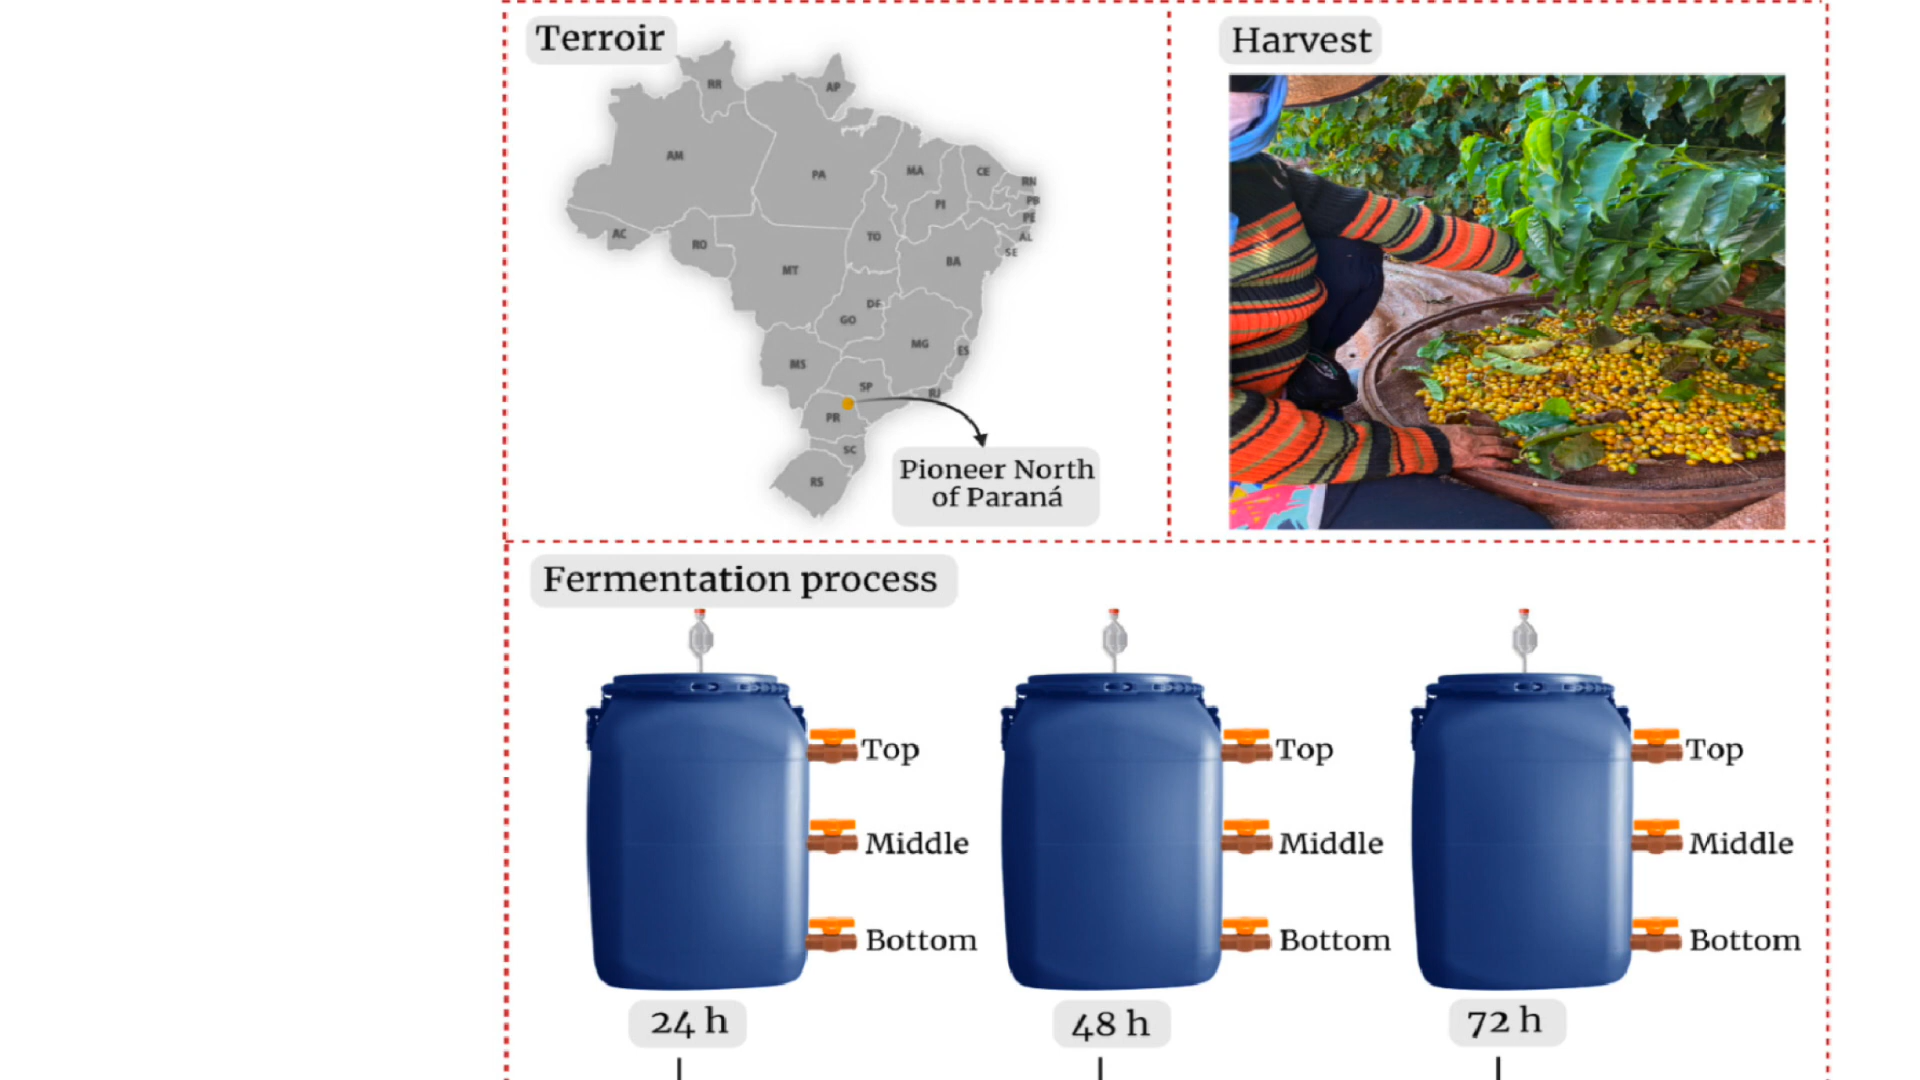 Terroir
RR
AP
AM
PA
MA
CE
RN
PB
PI
PE
AC
RO
TO
AL
SE
MT
BA
DF
GO
MG
ES
MS
SP
RJ
PR
SC
RS
Pioneer North
of Paraná
Harvest
Fermentation process
Top
Middle
Bottom
24 h
Top
Middle
Bottom
48 h
Top
Middle
Bottom
72 h